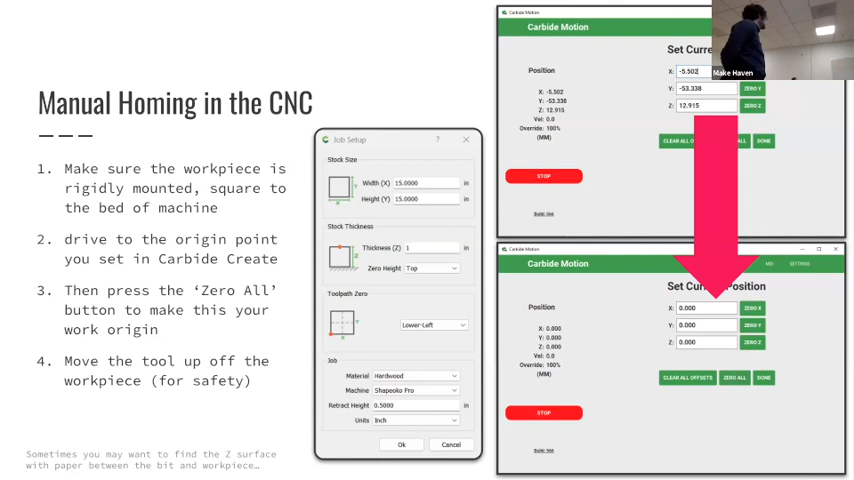 Manual Homing in the CNC
1. Make sure the workpiece is
rigidly mounted, square to
the bed of machine
2. drive to the origin point
you set in Carbide Create
3. Then press the ‘Zero All’
button to make this your
work origin
4. Move the tool up off the
workpiece (for safety)
Sometimes you may want to find the Z surface
with paper between the bit and workpiece…
Job Setup ? ×
Stock Size
Width (X) 15.0000 in
Height (Y) 15.0000 in
Stock Thickness
Thickness (Z) 1 in
Zero Height Top
Toolpath Zero
Lower-Left
Job
Material Hardwood
Machine Shapeoko Pro
Retract Height 0.5000 in
Units Inch
Ok Cancel
Carbide Motion
Carbide Motion
Set Curre
Position
X: -5.502
Y: -53.338
Z: 12.915
Vel: 0.0
Override: 100%
(MM)
X: -5.502
Y: -53.338 ZERO Y
Z: 12.915 ZERO Z
CLEAR ALL O ALL DONE
STOP
Make Haven
Carbide Motion
Carbide Motion MDI SETTINGS
Set Cur Position
Position
X: 0.000
Y: 0.000
Z: 0.000
Vel: 0.0
Override: 100%
(MM)
X: 0.000 ZERO X
Y: 0.000 ZERO Y
Z: 0.000 ZERO Z
CLEAR ALL OFFSETS ZERO ALL DONE
STOP